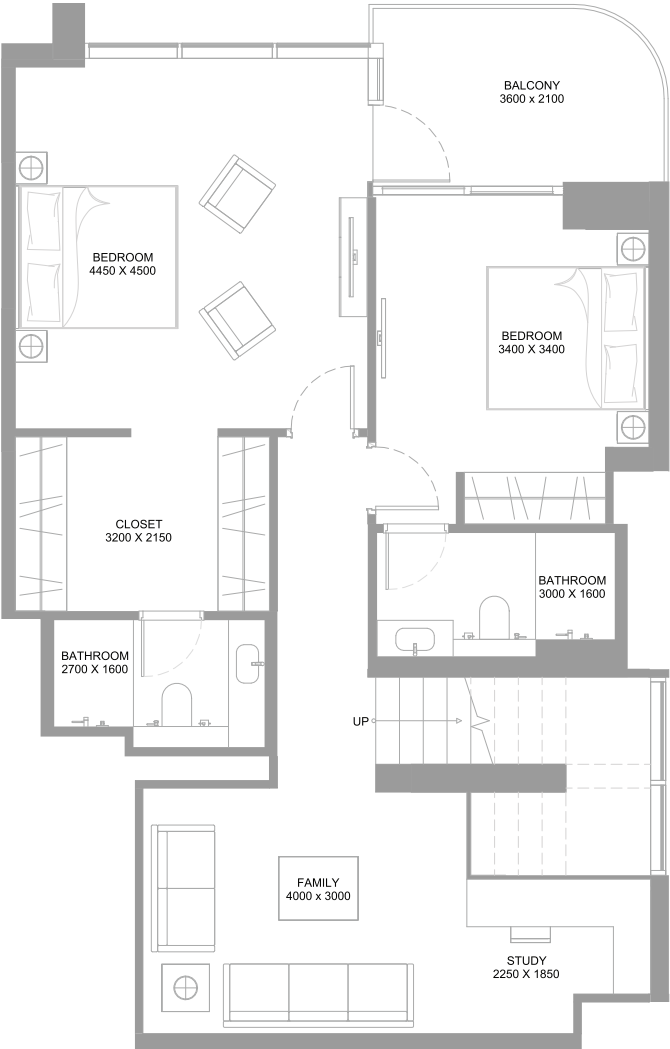 BALCONY
3600 x 2100
BEDROOM
4450 X 4500
BEDROOM
3400 X 3400
CLOSET
3200 X 2150
BATHROOM
3000 X 1600
BATHROOM
2700 X 1600
UP
FAMILY
4000 x 3000
STUDY
2250 X 1850